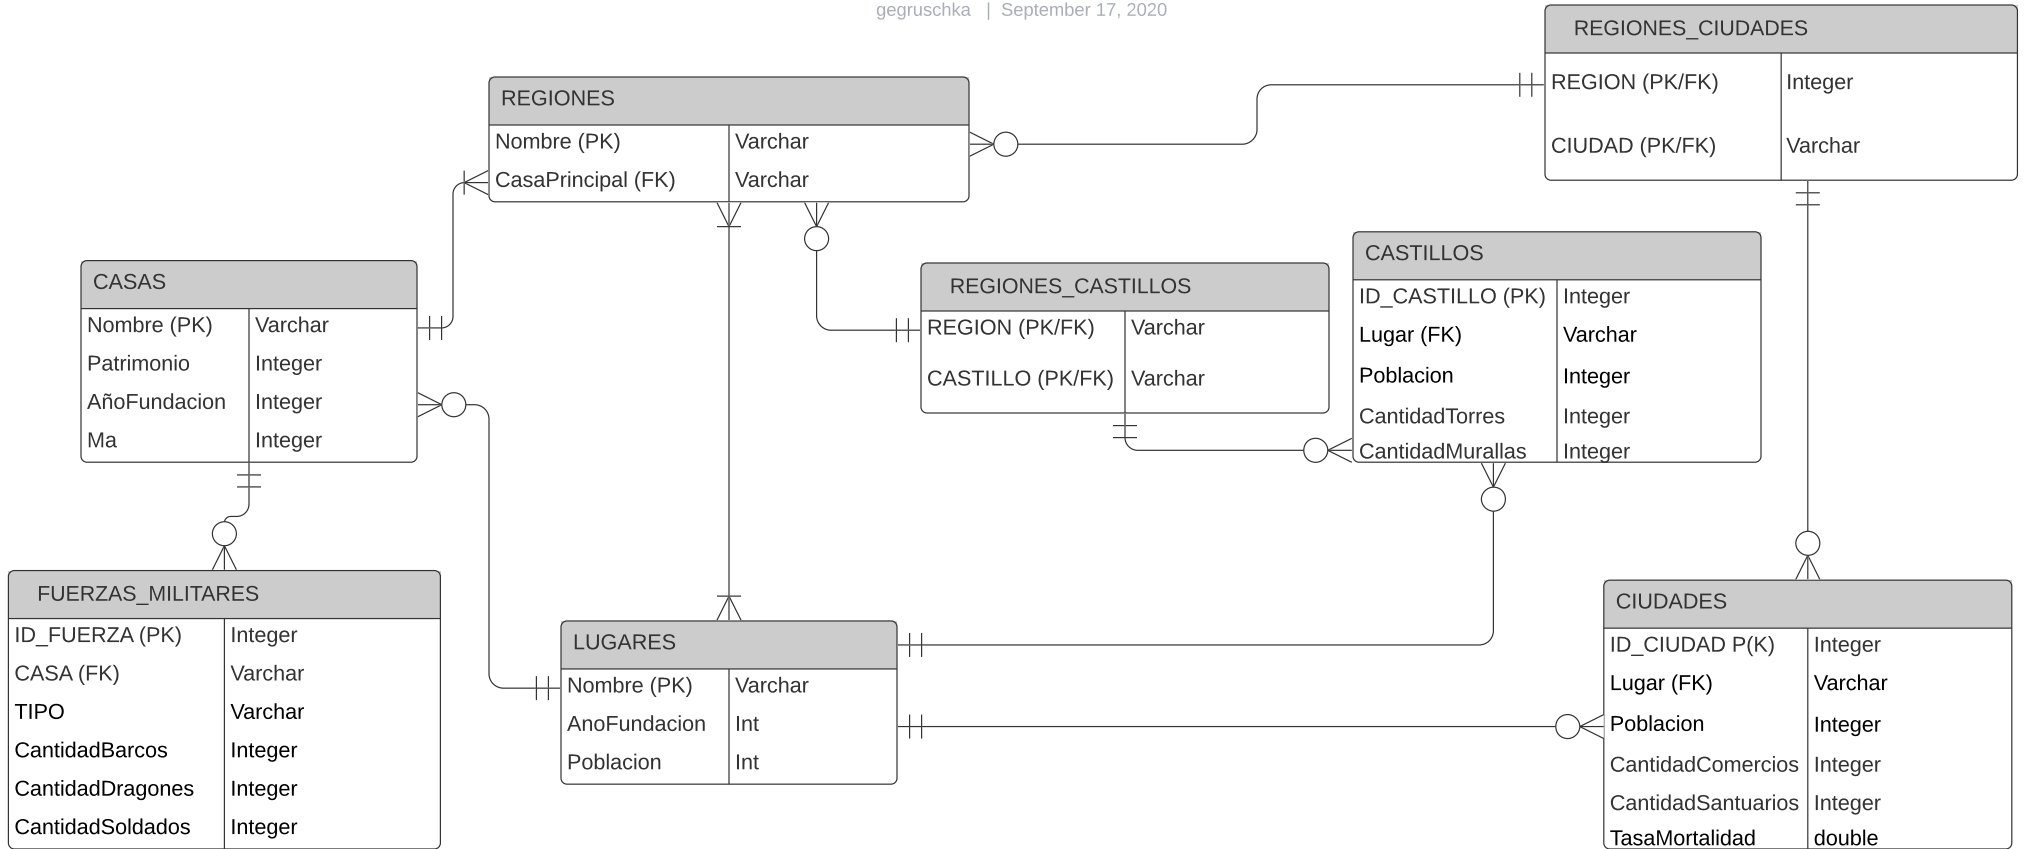 gegruschka | September 17, 2020
REGIONES_CIUDADES
REGION (PK/FK) Integer
CIUDAD (PK/FK) Varchar
REGIONES
Nombre (PK) Varchar
CasaPrincipal (FK) Varchar
CASTILLOS
ID_CASTILLO (PK) Integer
Lugar (FK) Varchar
Poblacion Integer
CantidadTorres Integer
CantidadMurallas Integer
CASAS
Nombre (PK) Varchar
Patrimonio Integer
AñoFundacion Integer
Ma Integer
REGIONES_CASTILLOS
REGION (PK/FK) Varchar
CASTILLO (PK/FK) Varchar
FUERZAS_MILITARES
ID_FUERZA (PK) Integer
CASA (FK) Varchar
TIPO Varchar
CantidadBarcos Integer
CantidadDragones Integer
CantidadSoldados Integer
LUGARES
Nombre (PK) Varchar
AnoFundacion Int
Poblacion Int
CIUDADES
ID_CIUDAD P(K) Integer
Lugar (FK) Varchar
Poblacion Integer
CantidadComercios Integer
CantidadSantuarios Integer
TasaMortalidad double